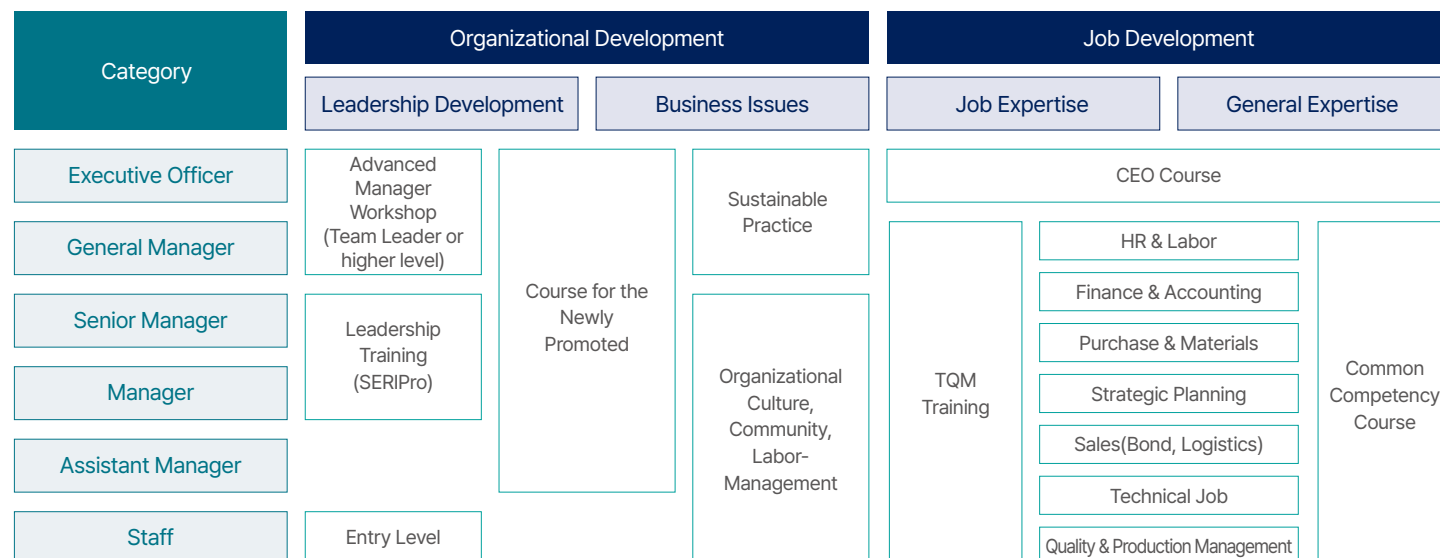 Category
Organizational Development
Job Development
Leadership Development
Business Issues
Job Expertise
General Expertise
Executive Officer
General Manager
Senior Manager
Manager
Assistant Manager
Staff
Advanced
Manager
Workshop
(Team Leader or
higher level)
Leadership
Training
(SERIPro)
Entry Level
Course for the
Newly
Promoted
Sustainable
Practice
Organizational
Culture,
Community,
Labor-
Management
CEO Course
TQM
Training
HR & Labor
Finance & Accounting
Purchase & Materials
Strategic Planning
Sales(Bond, Logistics)
Technical Job
Quality & Production Management
Common
Competency
Course